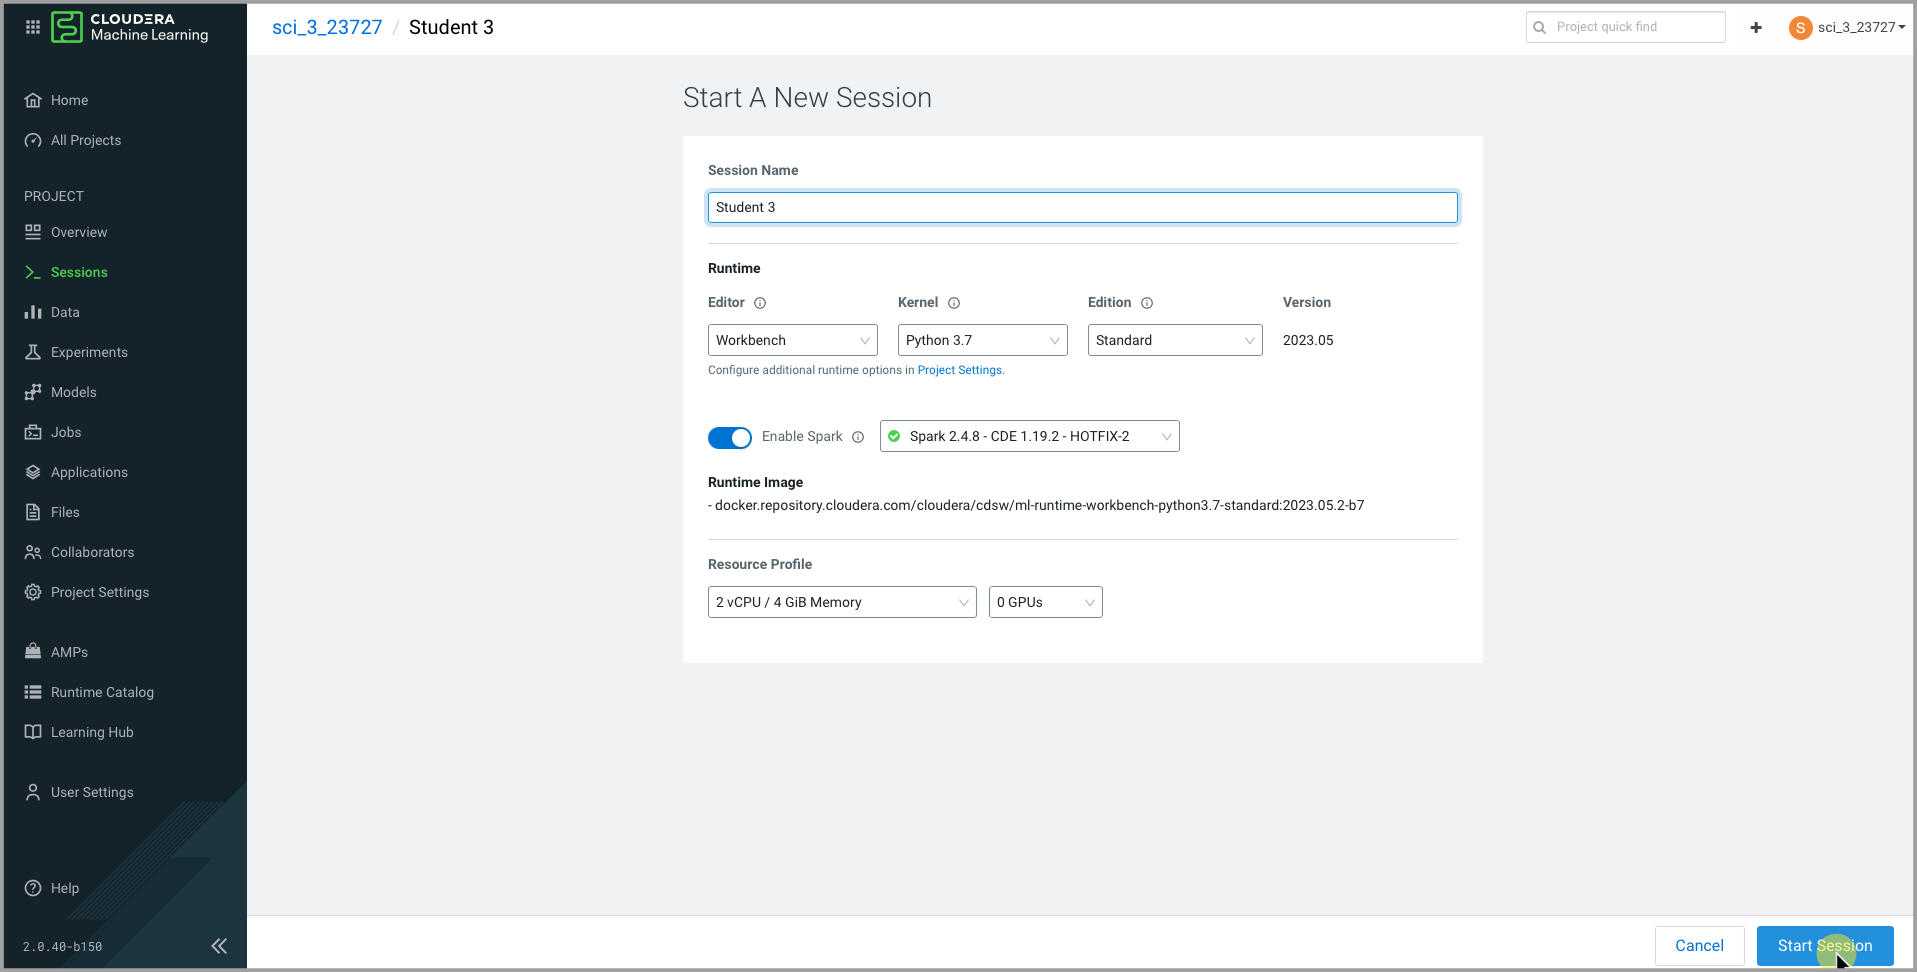 CLOUDERA
Machine Learning
Home
All Projects
PROJECT
Overview
Sessions
Data
Experiments
Models
Jobs
Applications
Files
Collaborators
Project Settings
AMPs
Runtime Catalog
Learning Hub
User Settings
Help
2.0.40-b150
sci_3_23727 / Student 3
Project quick find
S sci_3_23727
Start A New Session
Session Name
Student 3
Runtime
Editor Kernel Edition Version
Workbench Python 3.7 Standard 2023.05
Configure additional runtime options in Project Settings.
Enable Spark Spark 2.4.8 - CDE 1.19.2 - HOTFIX-2
Runtime Image
- docker.repository.cloudera.com/cloudera/cdsw/ml-runtime-workbench-python3.7-standard:2023.05.2-b7
Resource Profile
2 vCPU / 4 GiB Memory 0 GPUs
Cancel Start Session